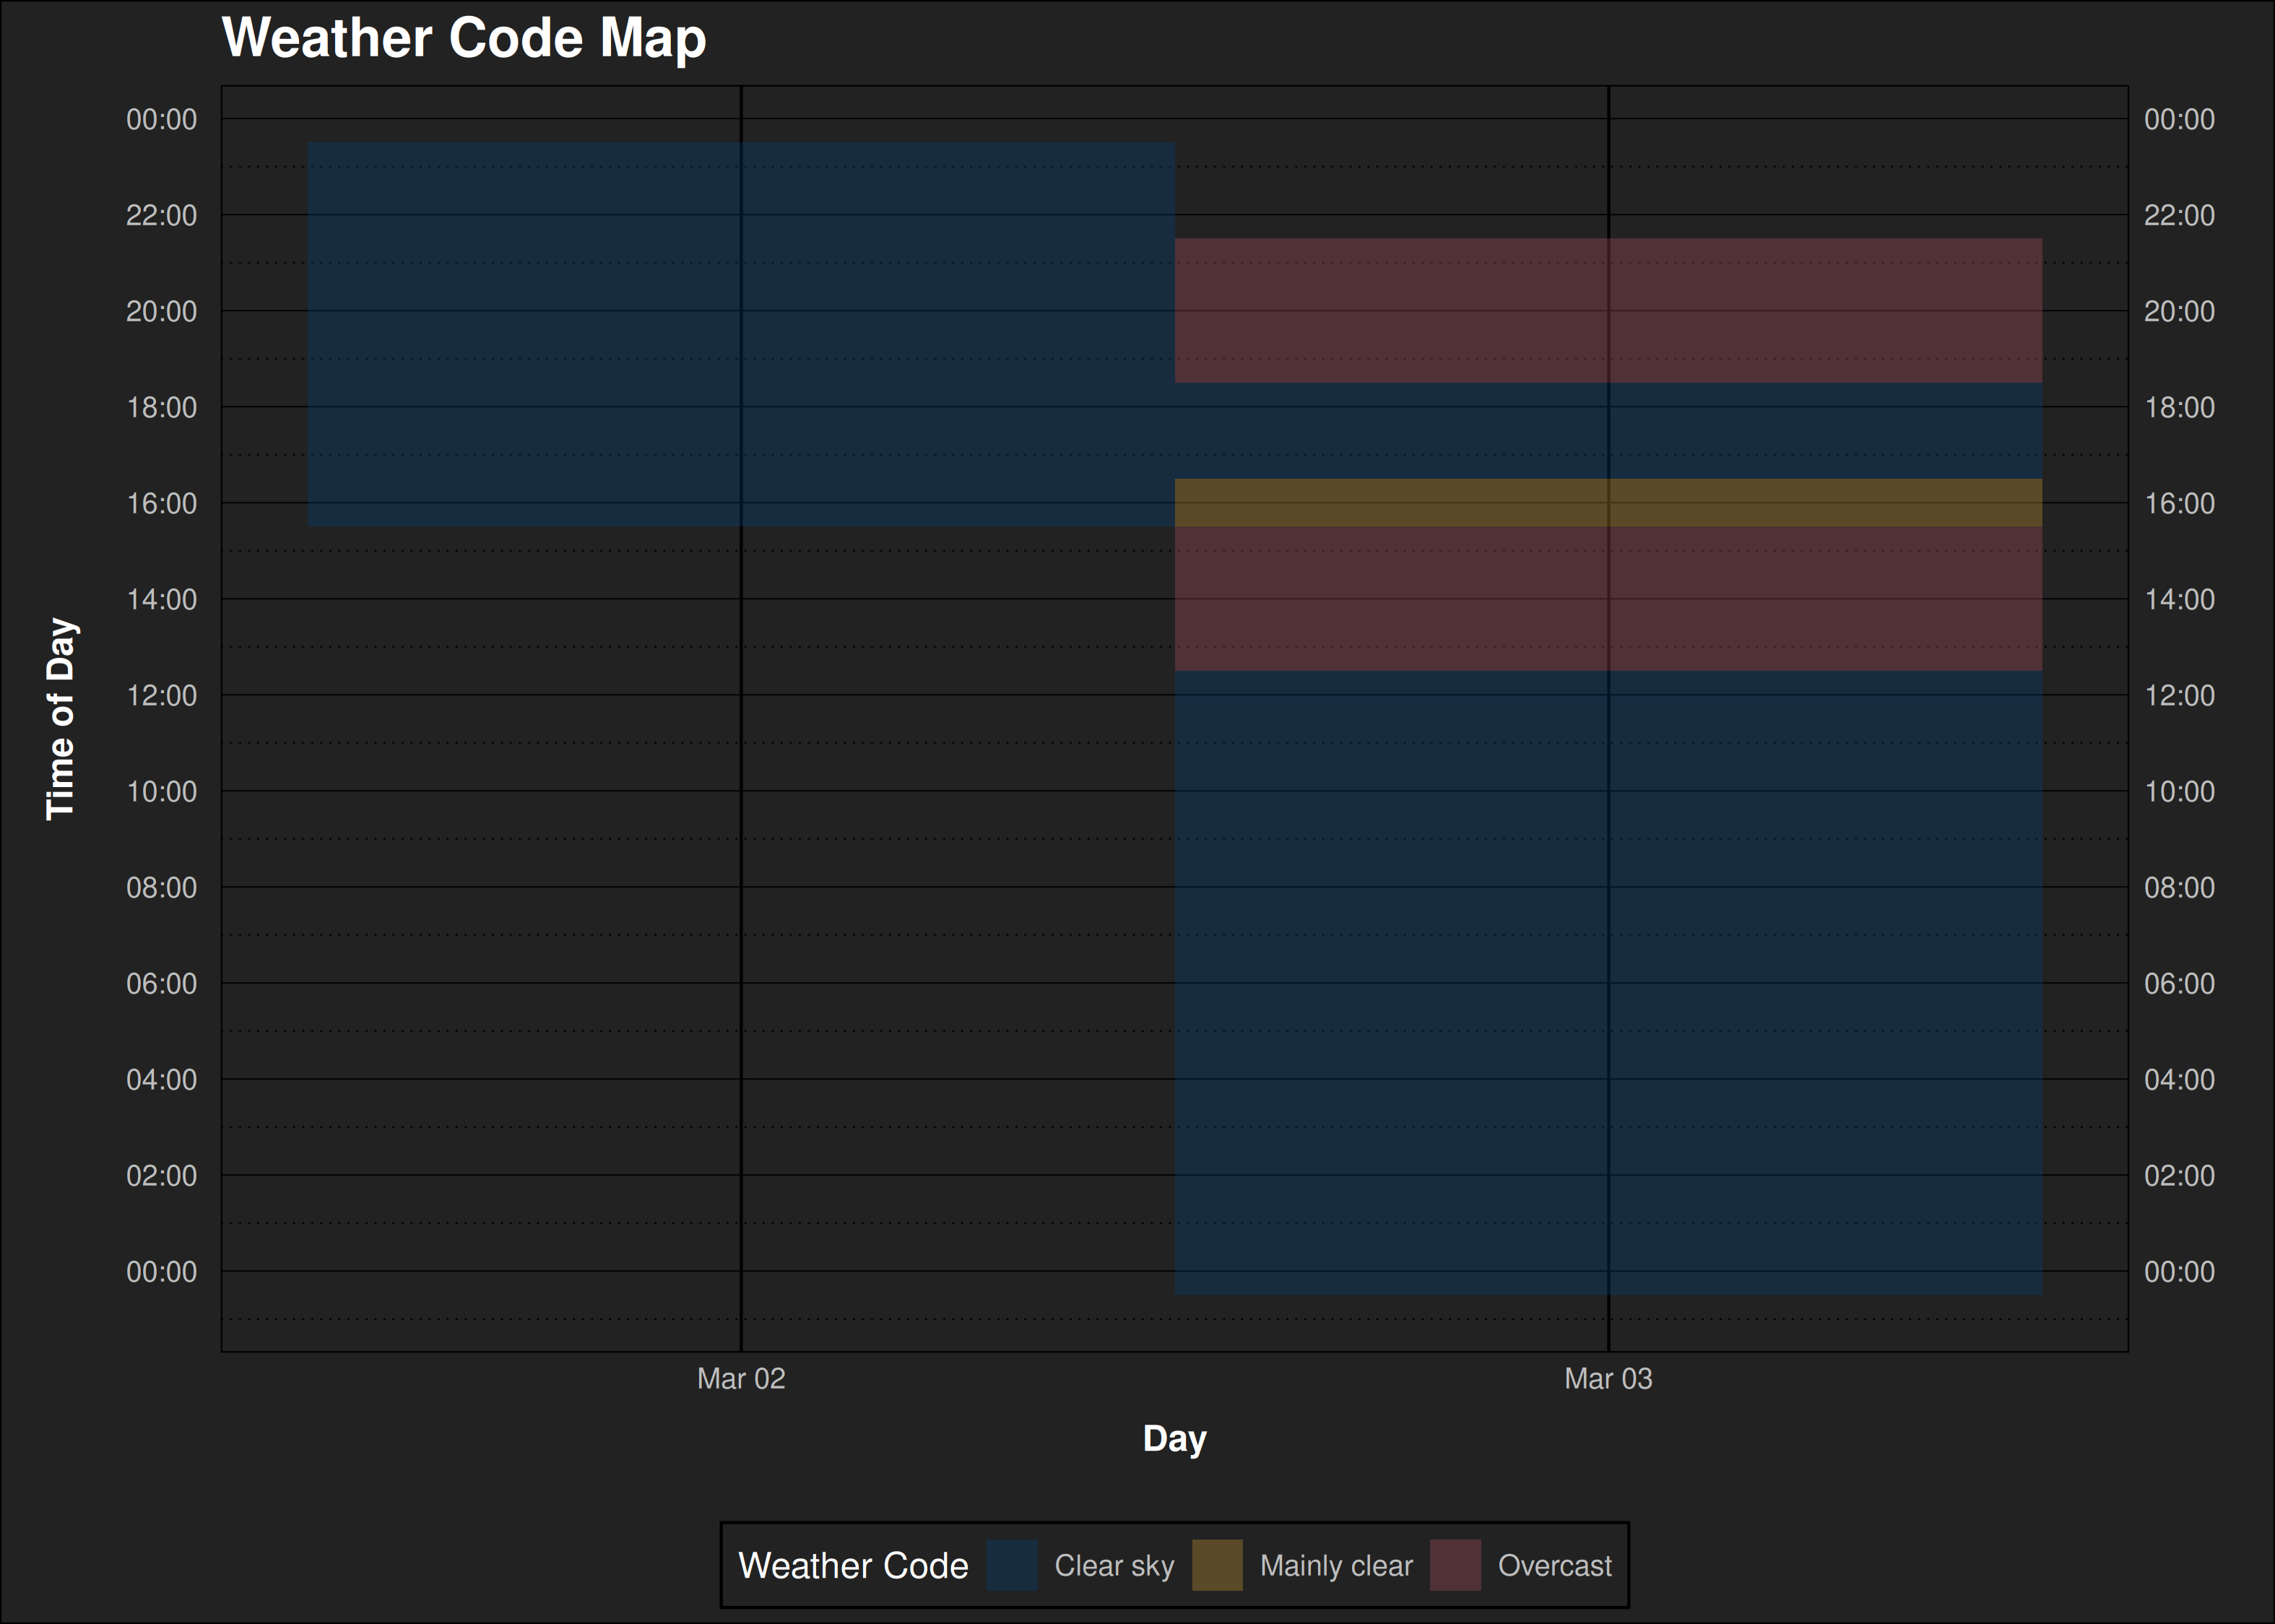 Weather Code Map
00:00 00:00
22:00 22:00
20:00 20:00
18:00 18:00
16:00 16:00
14:00 14:00
12:00 12:00
10:00 10:00
08:00 08:00
06:00 06:00
04:00 04:00
02:00 02:00
00:00 00:00
Time of Day
Mar 02 Mar 03
Day
Weather Code Clear sky Mainly clear Overcast